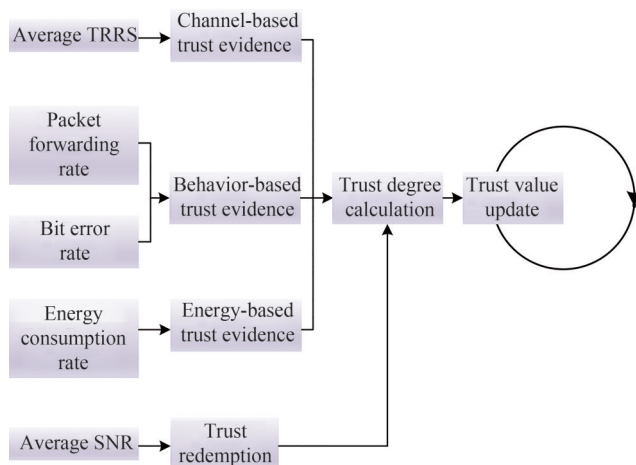 Average TRRS
Channel-based
trust evidence
Packet
forwarding
rate
Bit error
rate
Behavior-based
trust evidence
Trust degree
calculation
Trust value
update
Energy
consumption
rate
Energy-based
trust evidence
Average SNR
Trust
redemption